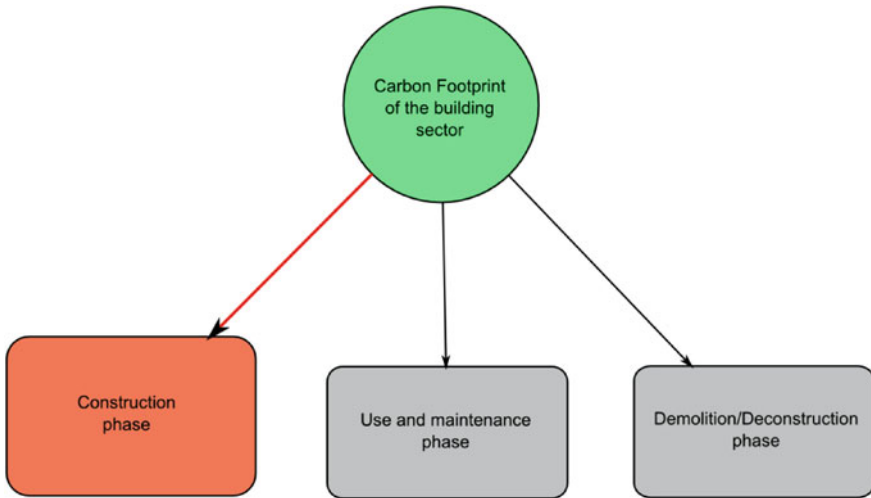 Carbon Footprint
of the building
sector
Construction
phase
Use and maintenance
phase
Demolition/Deconstruction
phase